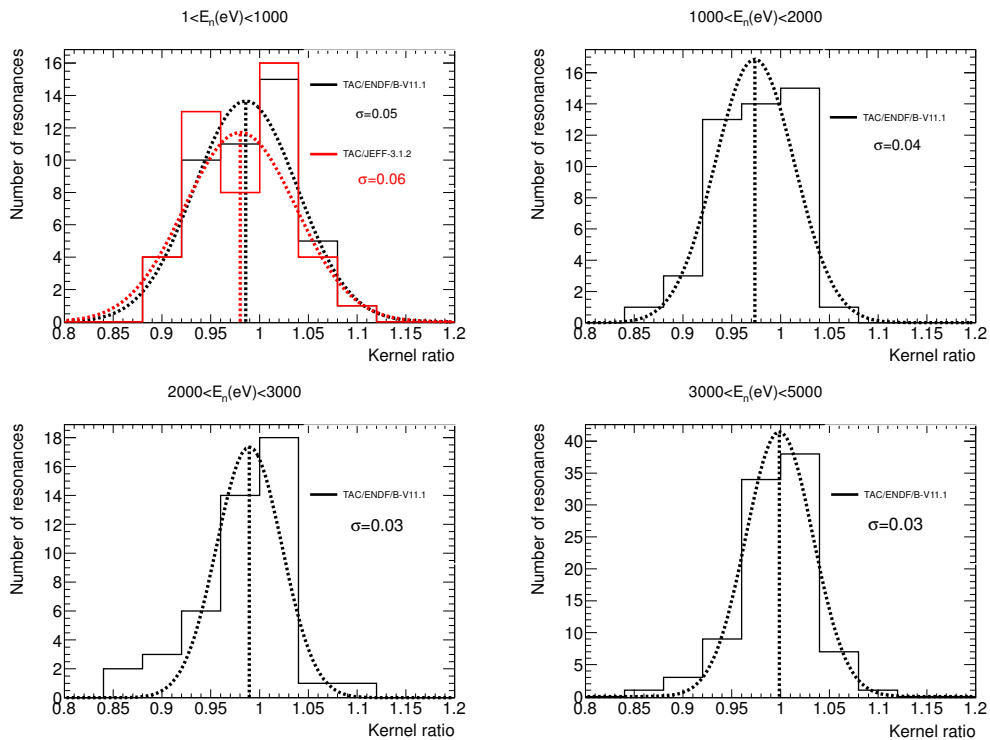 1<En(eV)<1000
Number of resonances
16
14
12
10
8
6
4
2
0
TAC/ENDF/B-V11.1
σ=0.05
TAC/JEFF-3.1.2
σ=0.06
0.8 0.85 0.9 0.95 1 1.05 1.1 1.15 1.2
Kernel ratio
1000<En(eV)<2000
Number of resonances
16
14
12
10
8
6
4
2
0
TAC/ENDF/B-V11.1
σ=0.04
0.8 0.85 0.9 0.95 1 1.05 1.1 1.15 1.2
Kernel ratio
2000<En(eV)<3000
Number of resonances
18
16
14
12
10
8
6
4
2
0
TAC/ENDF/B-V11.1
σ=0.03
0.8 0.85 0.9 0.95 1 1.05 1.1 1.15 1.2
Kernel ratio
3000<En(eV)<5000
Number of resonances
40
35
30
25
20
15
10
5
0
TAC/ENDF/B-V11.1
σ=0.03
0.8 0.85 0.9 0.95 1 1.05 1.1 1.15 1.2
Kernel ratio